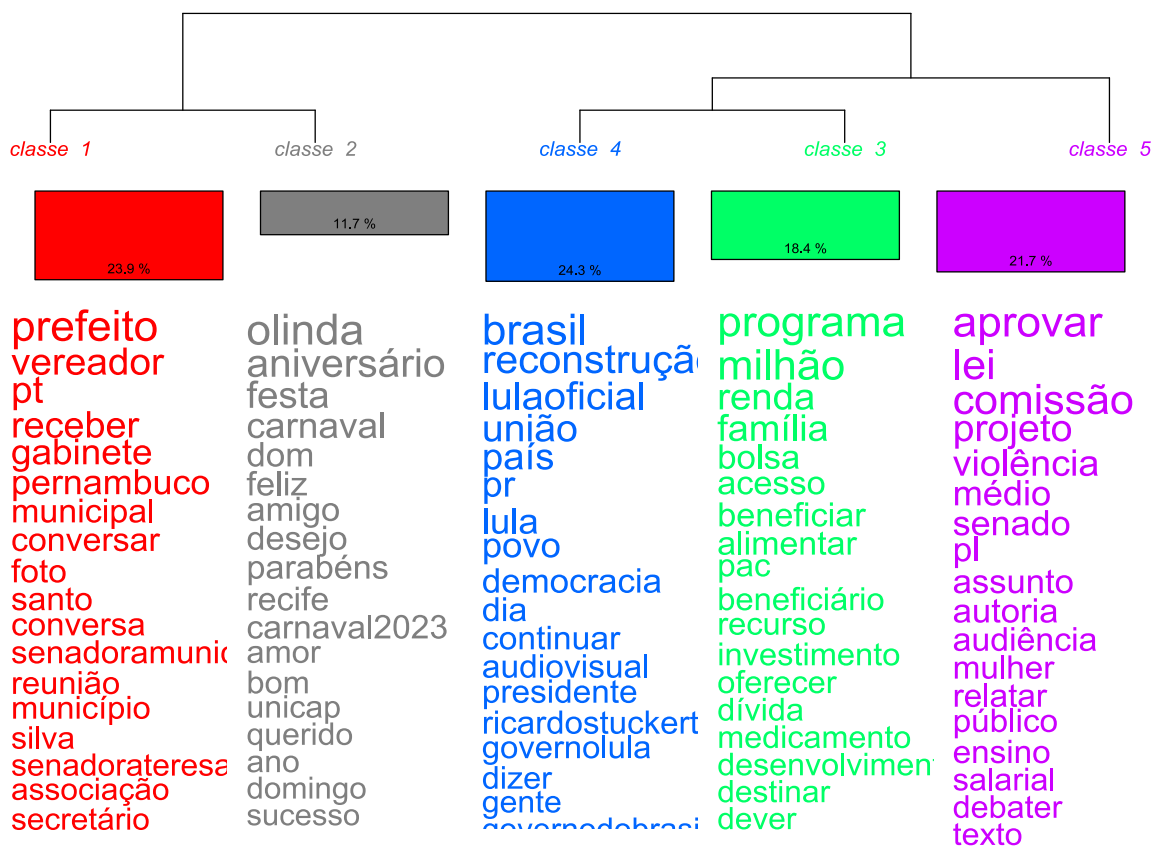 classe 1
classe 2
classe 4
classe 3
classe 5
23.9 %
11.7 %
24.3 %
18.4 %
21.7 %
prefeito
vereador
pt
receber
gabinete
pernambuco
municipal
conversar
foto
santo
conversa
senadoramunic
reunião
município
silva
senadorateresa
associação
secretário
olinda
aniversário
festa
carnaval
dom
feliz
amigo
desejo
parabéns
recife
carnaval2023
amor
bom
unicap
querido
ano
domingo
sucesso
brasil
reconstrução
lulaoficial
união
país
pr
lula
povo
democracia
dia
continuar
audiovisual
presidente
ricardostuckert
governolula
dizer
gente
governodobrasi
programa
milhão
renda
família
bolsa
acesso
beneficiar
alimentar
pac
beneficiário
recurso
investimento
oferecer
dívida
medicamento
desenvolvimen
destinar
dever
aprovar
lei
comissão
projeto
violência
médio
senado
pl
assunto
autoria
audiência
mulher
relatar
público
ensino
salarial
debater
texto